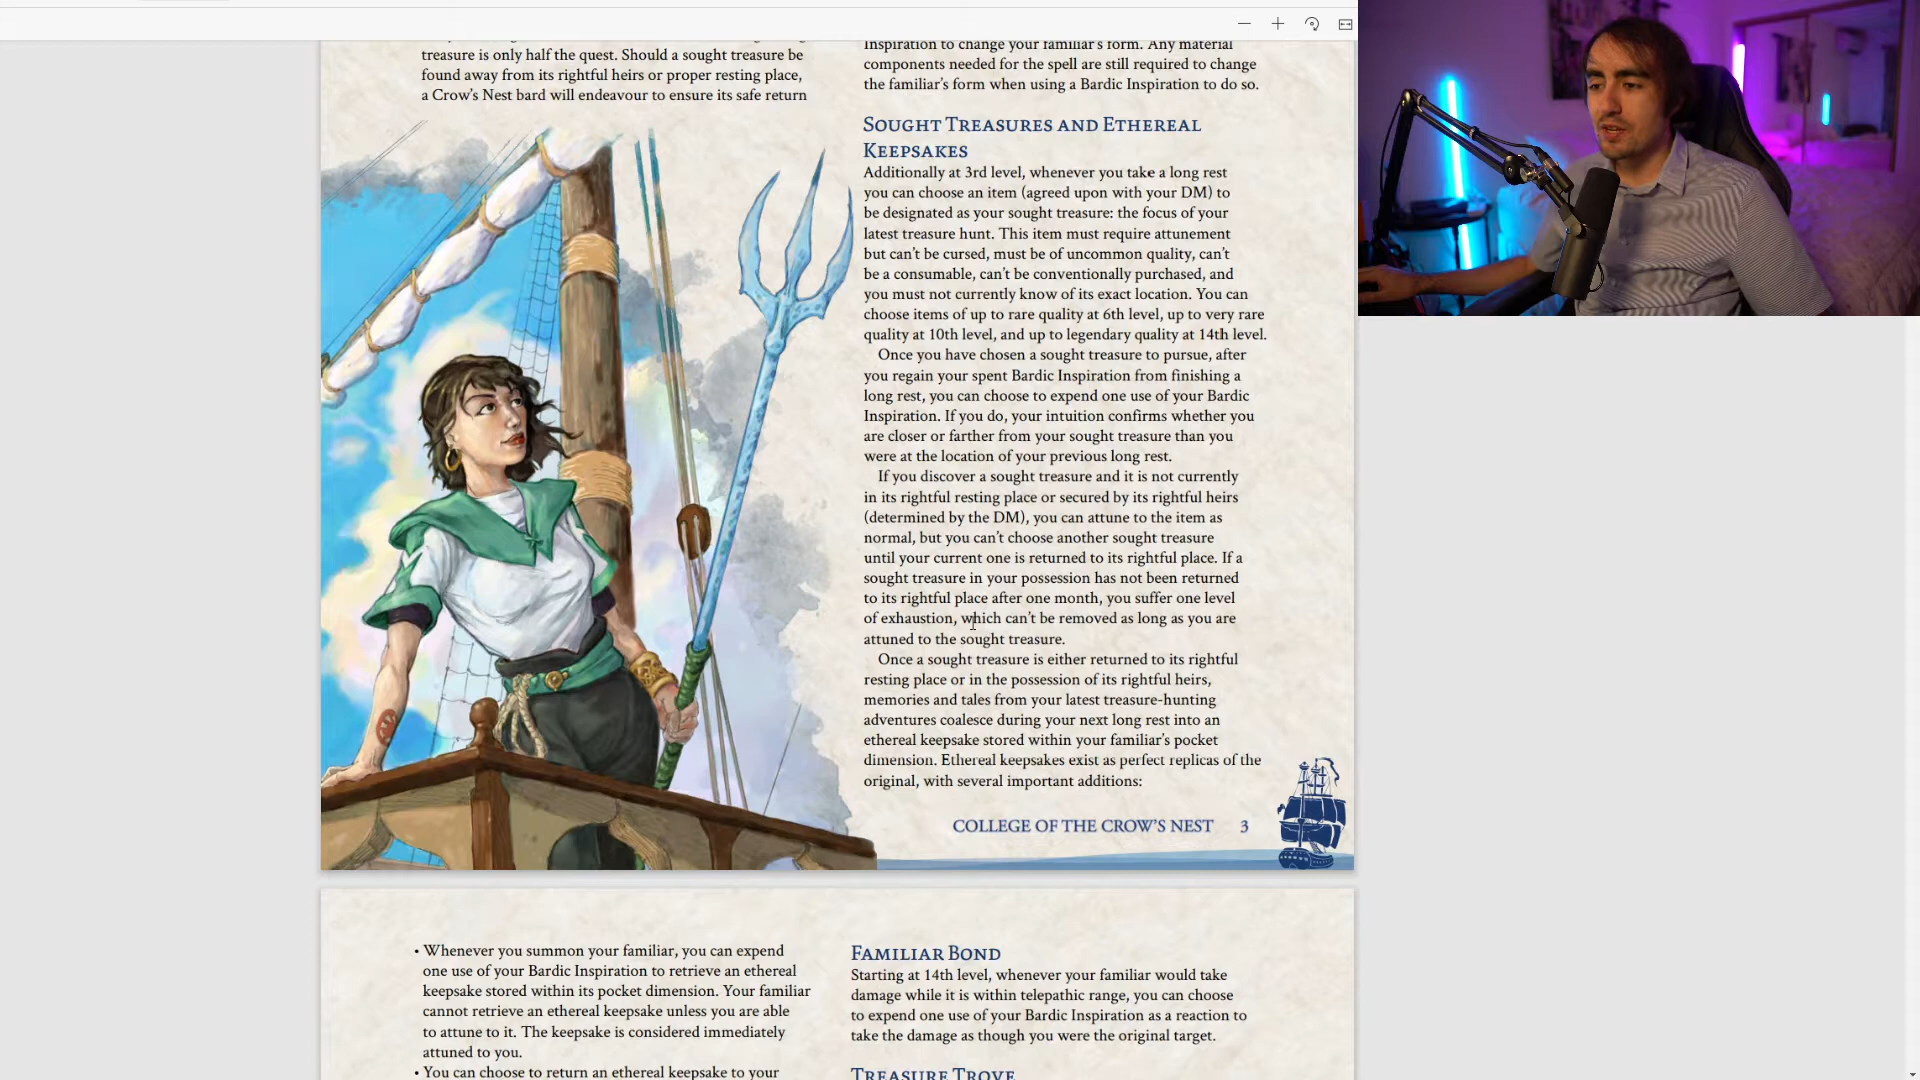 treasure is only half the quest. Should a sought treasure be
found away from its rightful heirs or proper resting place,
a Crow's Nest bard will endeavour to ensure its safe return
Inspiration to change your familiar's form. Any material
components needed for the spell are still required to change
the familiar's form when using a Bardic Inspiration to do so.
Sought Treasures and Ethereal
Keepsakes
Additionally at 3rd level, whenever you take a long rest
you can choose an item (agreed upon with your DM) to
be designated as your sought treasure: the focus of your
latest treasure hunt. This item must require attunement
but can't be cursed, must be of uncommon quality, can't
be a consumable, can't be conventionally purchased, and
you must not currently know of its exact location. You can
choose items of up to rare quality at 6th level, up to very rare
quality at 10th level, and up to legendary quality at 14th level.
Once you have chosen a sought treasure to pursue, after
you regain your spent Bardic Inspiration from finishing a
long rest, you can choose to expend one use of your Bardic
Inspiration. If you do, your intuition confirms whether you
are closer or farther from your sought treasure than you
were at the location of your previous long rest.
If you discover a sought treasure and it is not currently
in its rightful resting place or secured by its rightful heirs
(determined by the DM), you can attune to the item as
normal, but you can't choose another sought treasure
until your current one is returned to its rightful place. If a
sought treasure in your possession has not been returned
to its rightful place after one month, you suffer one level
of exhaustion, which can't be removed as long as you are
attuned to the sought treasure.
Once a sought treasure is either returned to its rightful
resting place or in the possession of its rightful heirs,
memories and tales from your latest treasure-hunting
adventures coalesce during your next long rest into an
ethereal keepsake stored within your familiar's pocket
dimension. Ethereal keepsakes exist as perfect replicas of the
original, with several important additions:
COLLEGE OF THE CROW'S NEST 3
• Whenever you summon your familiar, you can expend
one use of your Bardic Inspiration to retrieve an ethereal
keepsake stored within its pocket dimension. Your familiar
cannot retrieve an ethereal keepsake unless you are able
to attune to it. The keepsake is considered immediately
attuned to you.
• You can choose to return an ethereal keepsake to your
Familiar Bond
Starting at 14th level, whenever your familiar would take
damage while it is within telepathic range, you can choose
to expend one use of your Bardic Inspiration as a reaction to
take the damage as though you were the original target.
Treasure Trove